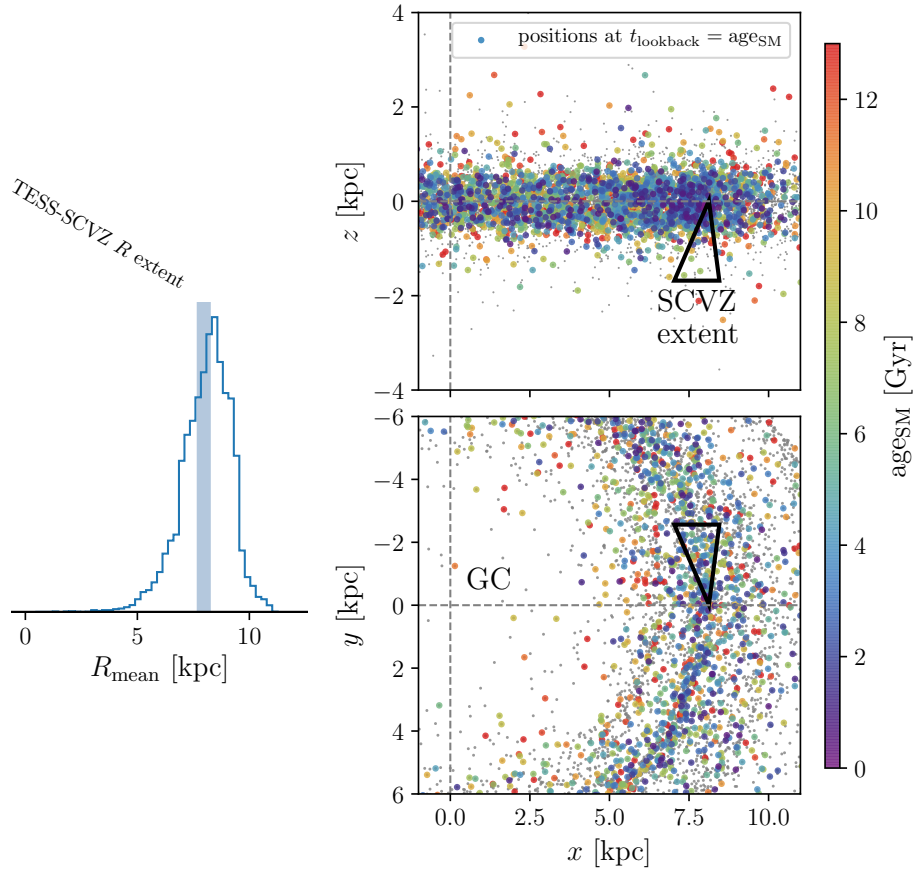 TESS-SCVZ R extent
0 5 10
R_mean [kpc]
positions at t_lookback = age_SM
4
2
0
−2
−4
z [kpc]
SCVZ
extent
−6
−4
−2
0
2
4
6
y [kpc]
GC
0.0 2.5 5.0 7.5 10.0
x [kpc]
12
10
8
6
4
2
0
age_SM [Gyr]